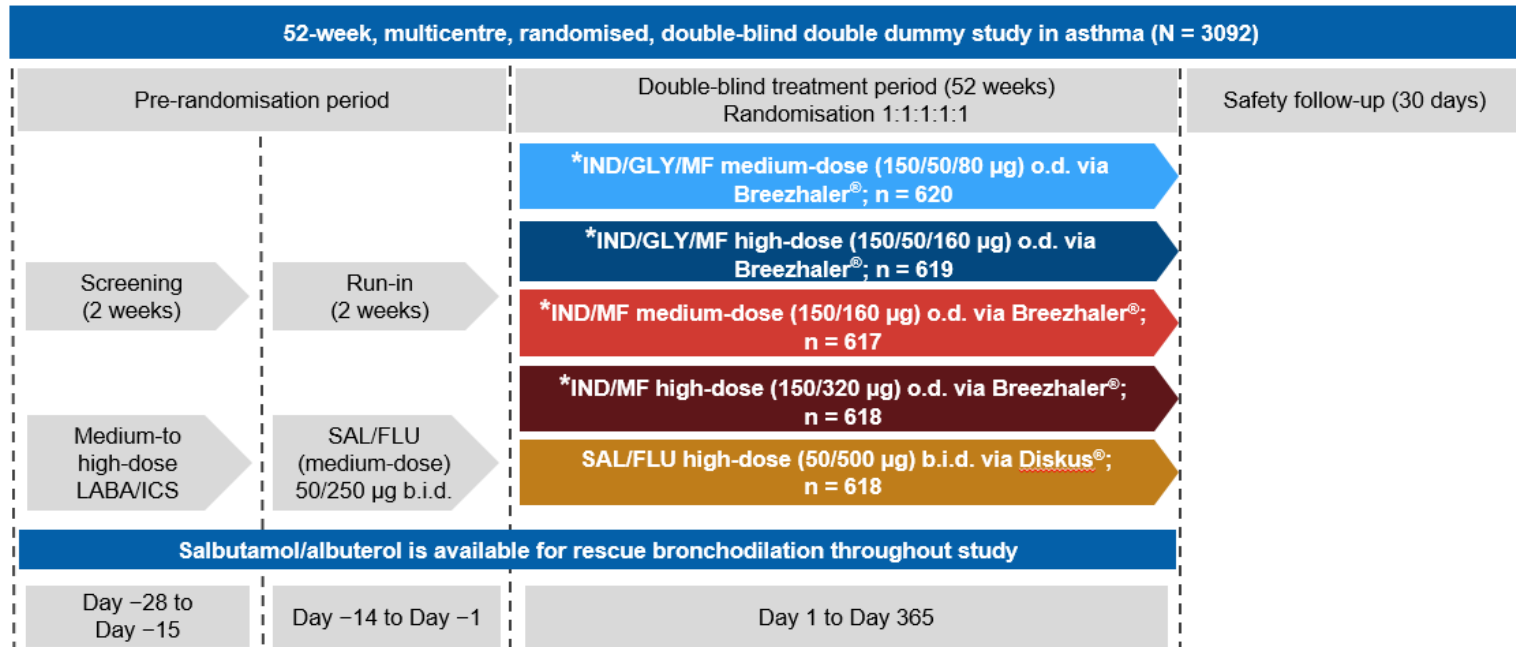 52-week, multicentre, randomised, double-blind double dummy study in asthma (N = 3092)
Pre-randomisation period
Double-blind treatment period (52 weeks)
Randomisation 1:1:1:1:1
Safety follow-up (30 days)
*IND/GLY/MF medium-dose (150/50/80 µg) o.d. via
Breezhaler®; n = 620
*IND/GLY/MF high-dose (150/50/160 µg) o.d. via
Breezhaler®; n = 619
Screening
(2 weeks)
Run-in
(2 weeks)
*IND/MF medium-dose (150/160 µg) o.d. via Breezhaler®;
n = 617
*IND/MF high-dose (150/320 µg) o.d. via Breezhaler®;
n = 618
Medium-to
high-dose
LABA/ICS
SAL/FLU
(medium-dose)
50/250 µg b.i.d.
SAL/FLU high-dose (50/500 µg) b.i.d. via Diskus®;
n = 618
Salbutamol/albuterol is available for rescue bronchodilation throughout study
Day −28 to
Day −15
Day −14 to Day −1
Day 1 to Day 365